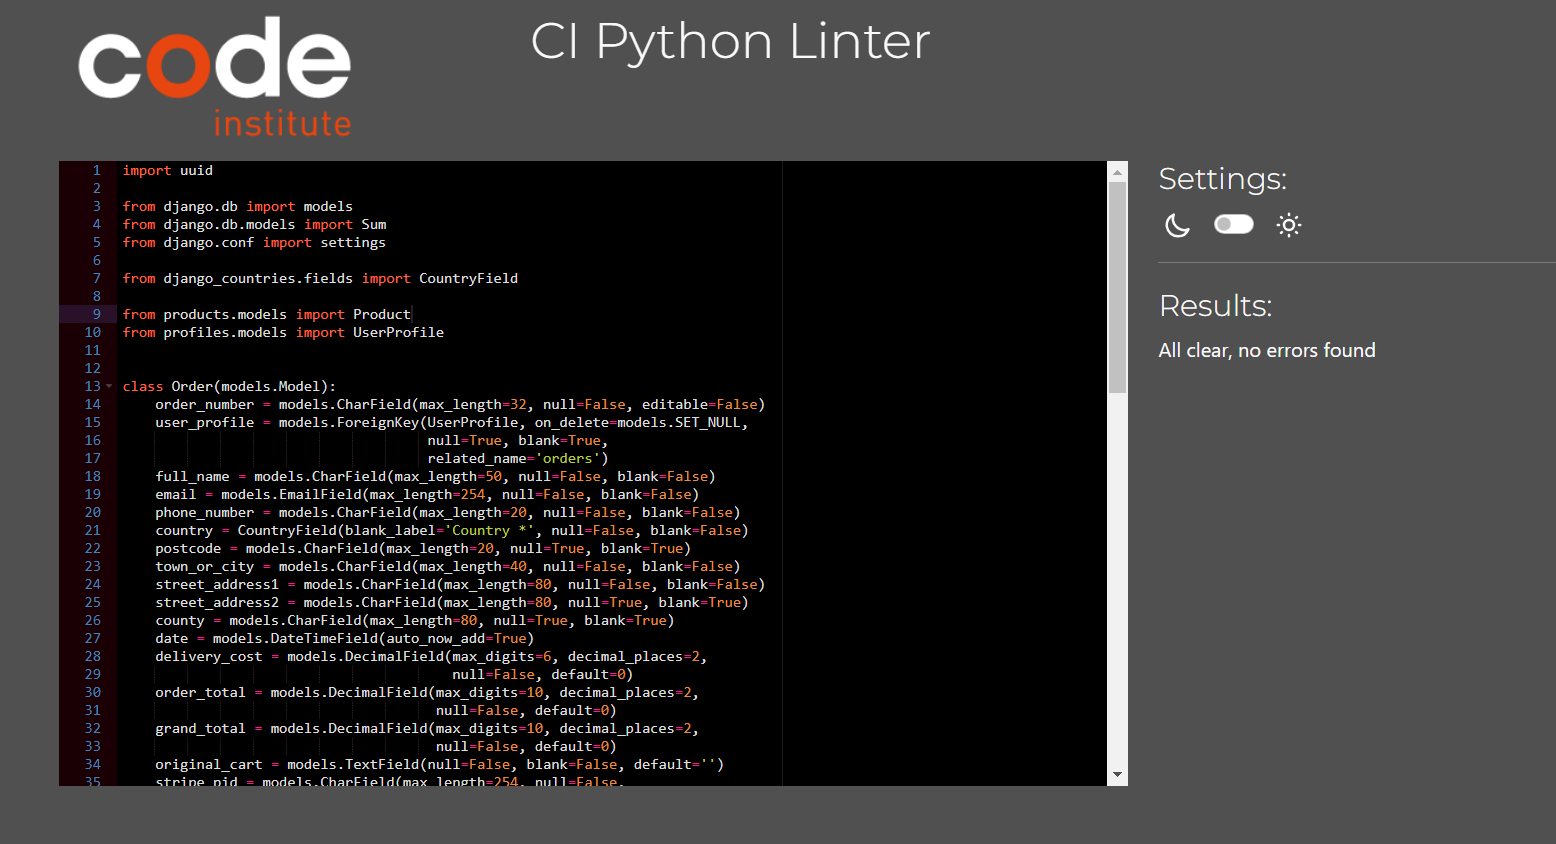 code
institute
CI Python Linter
1 import uuid
2
3 from django.db import models
4 from django.db.models import Sum
5 from django.conf import settings
6
7 from django_countries.fields import CountryField
8
9 from products.models import Product
10 from profiles.models import UserProfile
11
12
13 class Order(models.Model):
14 order_number = models.CharField(max_length=32, null=False, editable=False)
15 user_profile = models.ForeignKey(UserProfile, on_delete=models.SET_NULL,
16 null=True, blank=True,
17 related_name='orders')
18 full_name = models.CharField(max_length=50, null=False, blank=False)
19 email = models.EmailField(max_length=254, null=False, blank=False)
20 phone_number = models.CharField(max_length=20, null=False, blank=False)
21 country = CountryField(blank_label='Country *', null=False, blank=False)
22 postcode = models.CharField(max_length=20, null=True, blank=True)
23 town_or_city = models.CharField(max_length=40, null=False, blank=False)
24 street_address1 = models.CharField(max_length=80, null=False, blank=False)
25 street_address2 = models.CharField(max_length=80, null=True, blank=True)
26 county = models.CharField(max_length=80, null=True, blank=True)
27 date = models.DateTimeField(auto_now_add=True)
28 delivery_cost = models.DecimalField(max_digits=6, decimal_places=2,
29 null=False, default=0)
30 order_total = models.DecimalField(max_digits=10, decimal_places=2,
31 null=False, default=0)
32 grand_total = models.DecimalField(max_digits=10, decimal_places=2,
33 null=False, default=0)
34 original_cart = models.TextField(null=False, blank=False, default='')
35 stripe_pid = models.CharField(max_length=254, null=False,
Settings:
Results:
All clear, no errors found